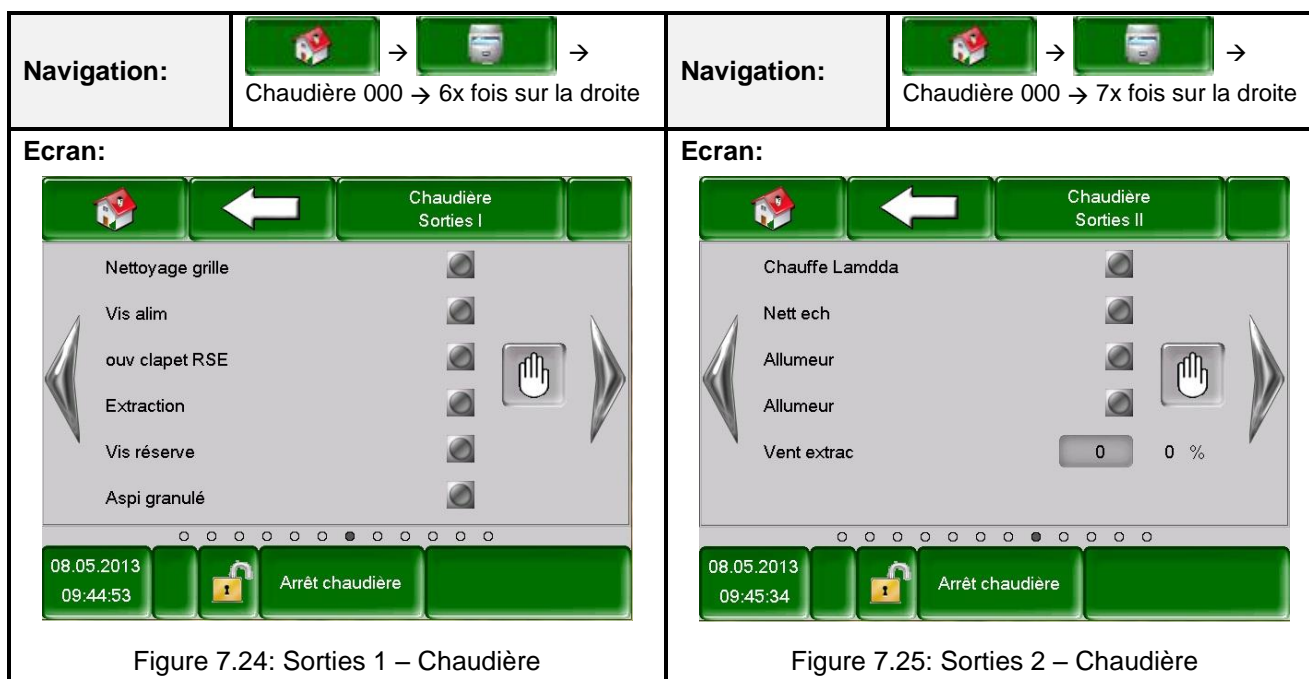 Navigation:
→ →
Chaudière 000 → 6x fois sur la droite
Ecran:
Chaudière
Sorties I
Nettoyage grille
Vis alim
ouv clapet RSE
Extraction
Vis réserve
Aspi granulé
08.05.2013
09:44:53
Arrêt chaudière
Figure 7.24: Sorties 1 – Chaudière
Navigation:
→ →
Chaudière 000 → 7x fois sur la droite
Ecran:
Chaudière
Sorties II
Chauffe Lamdda
Nett ech
Allumeur
Allumeur
Vent extrac 0 0 %
08.05.2013
09:45:34
Arrêt chaudière
Figure 7.25: Sorties 2 – Chaudière